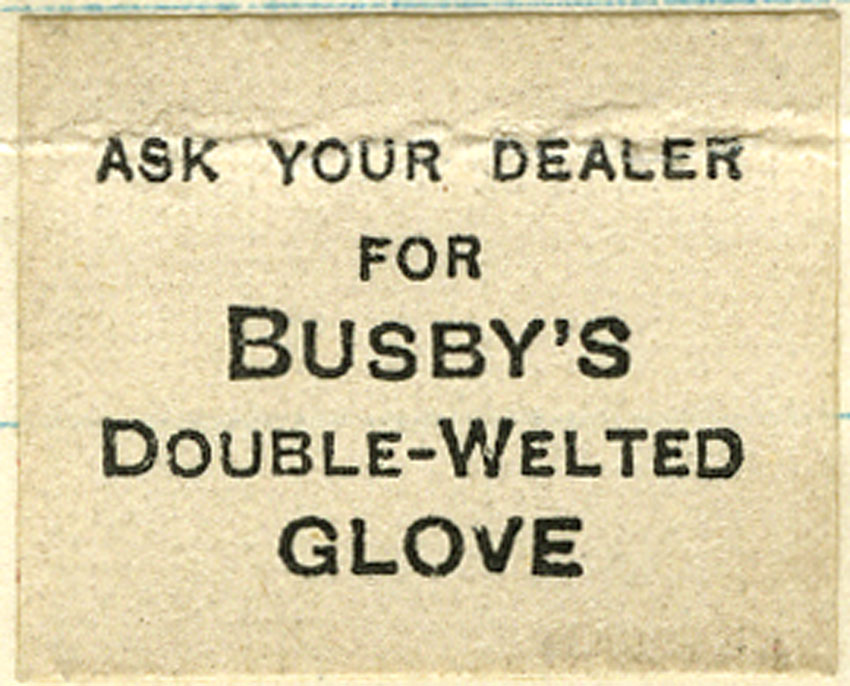 ASK YOUR DEALER
FOR
BUSBY'S
DOUBLE-WELTED
GLOVE